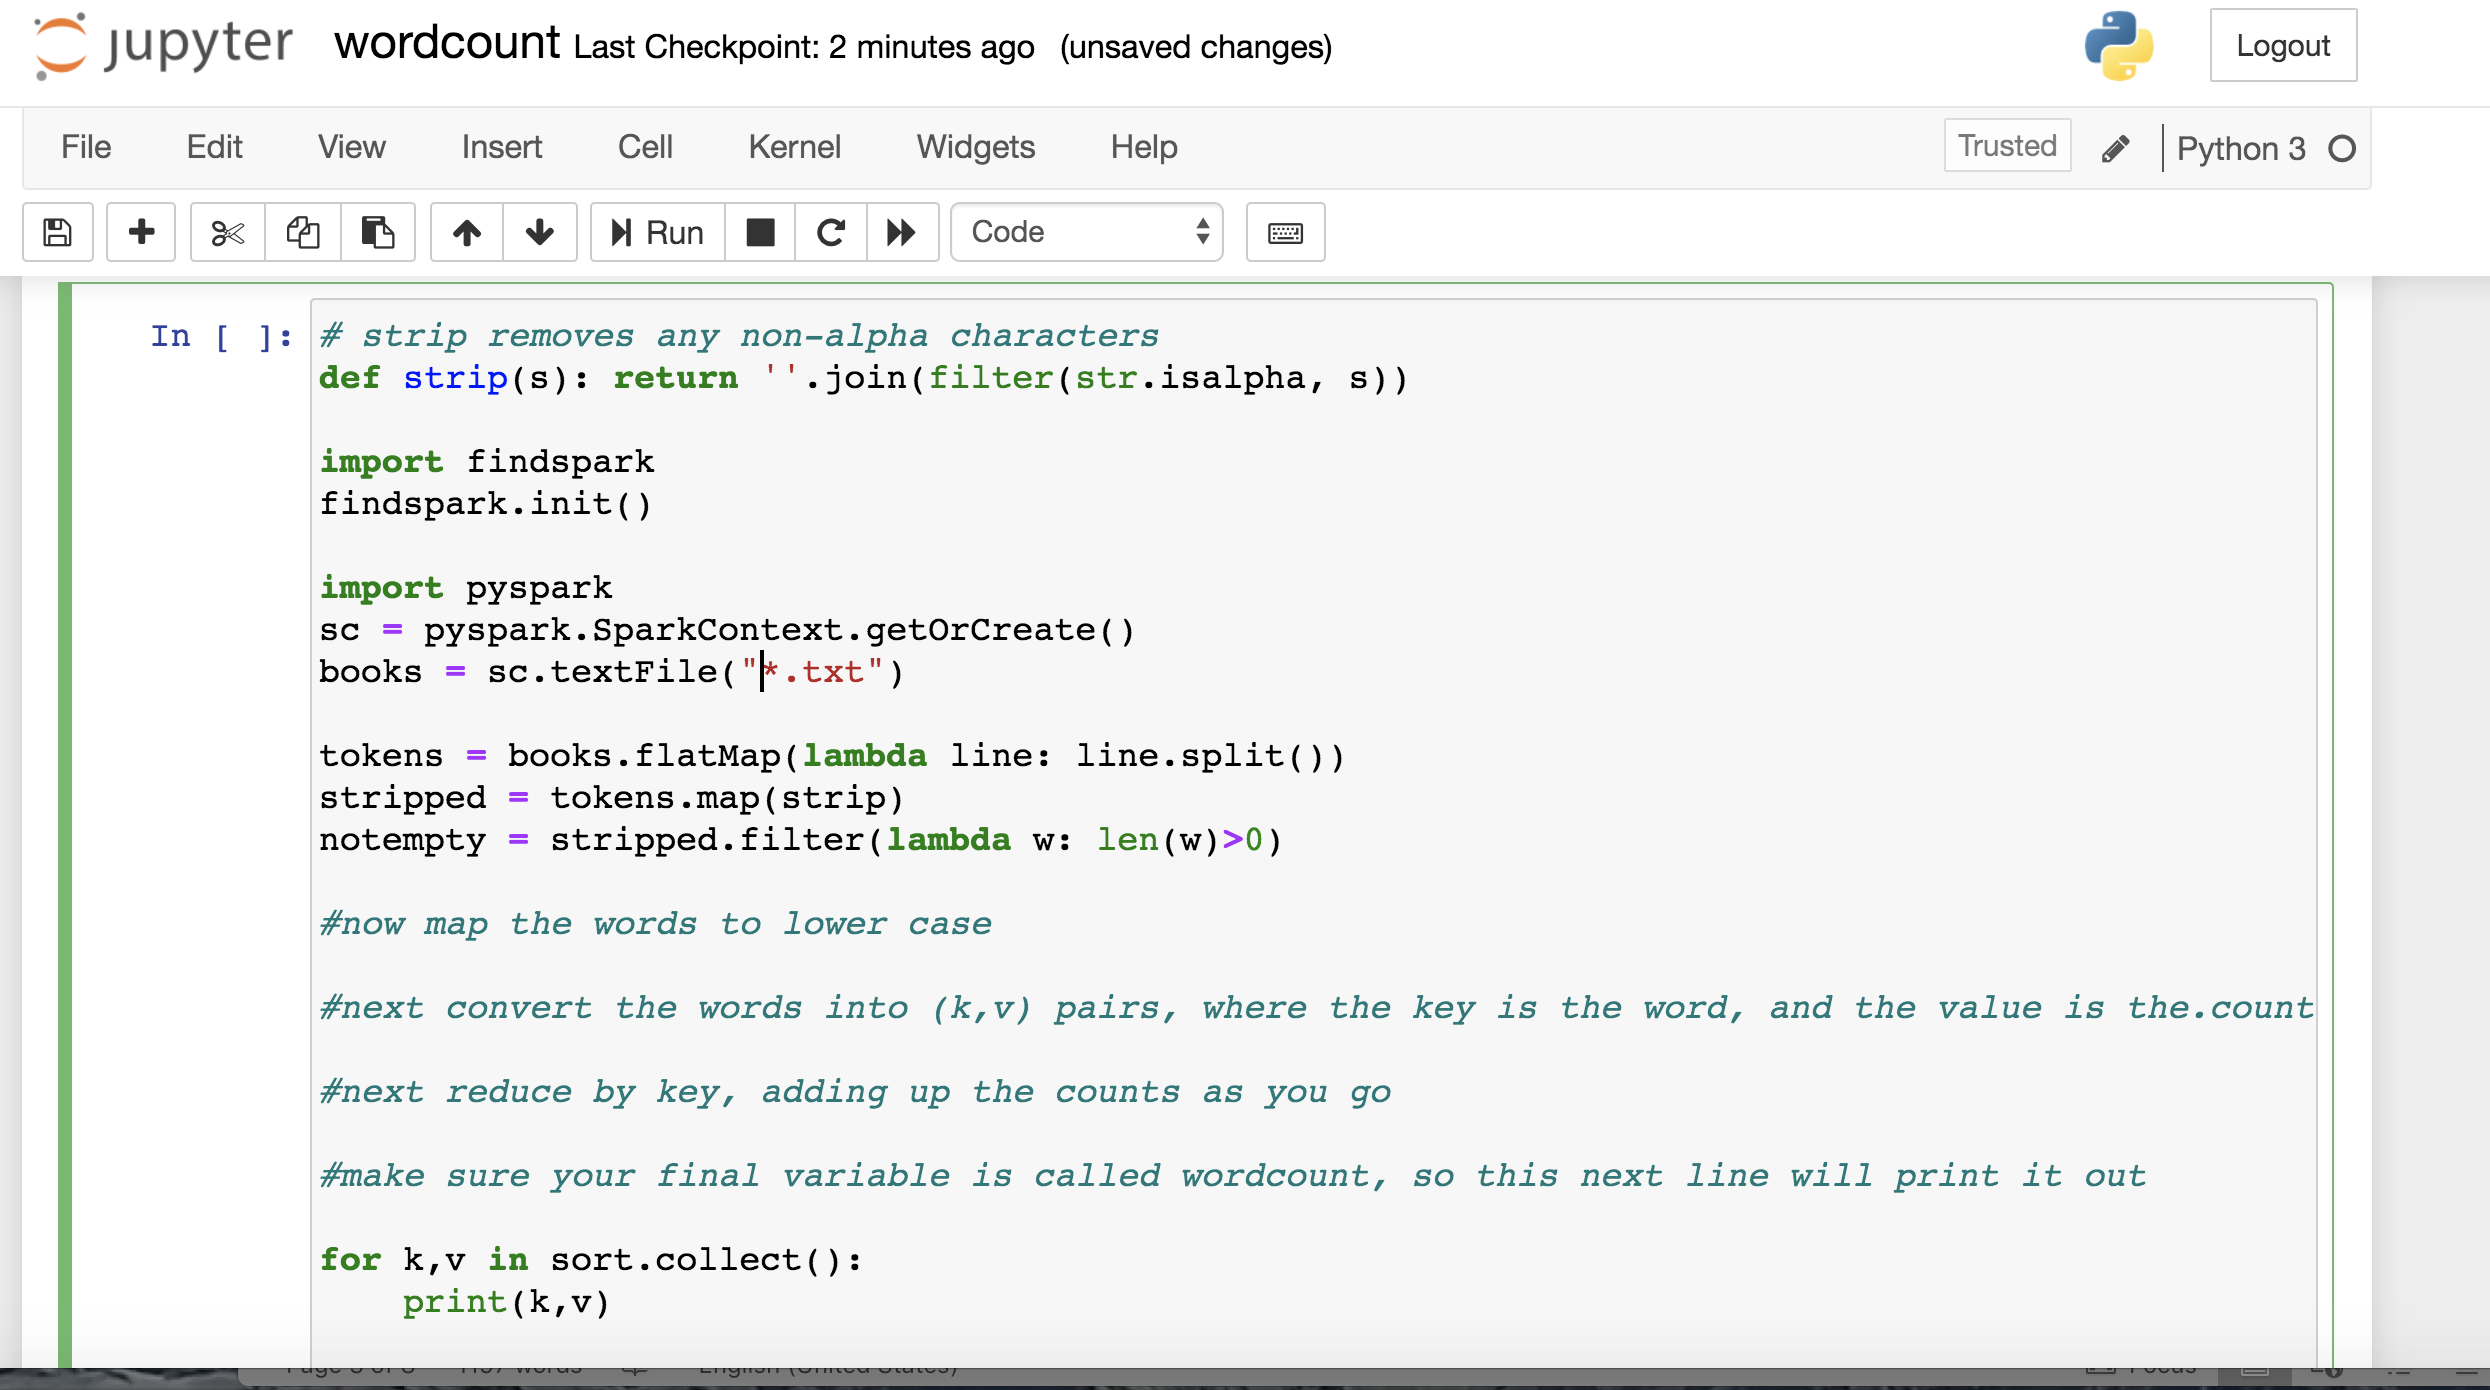 jupyter wordcount Last Checkpoint: 2 minutes ago (unsaved changes) Logout
File Edit View Insert Cell Kernel Widgets Help Trusted Python 3
Run Code
In [ ]: # strip removes any non-alpha characters
def strip(s): return ''.join(filter(str.isalpha, s))
import findspark
findspark.init()
import pyspark
sc = pyspark.SparkContext.getOrCreate()
books = sc.textFile("*.txt")
tokens = books.flatMap(lambda line: line.split())
stripped = tokens.map(strip)
notempty = stripped.filter(lambda w: len(w)>0)
#now map the words to lower case
#next convert the words into (k,v) pairs, where the key is the word, and the value is the.count
#next reduce by key, adding up the counts as you go
#make sure your final variable is called wordcount, so this next line will print it out
for k,v in sort.collect():
    print(k,v)
English (United States)
Focus